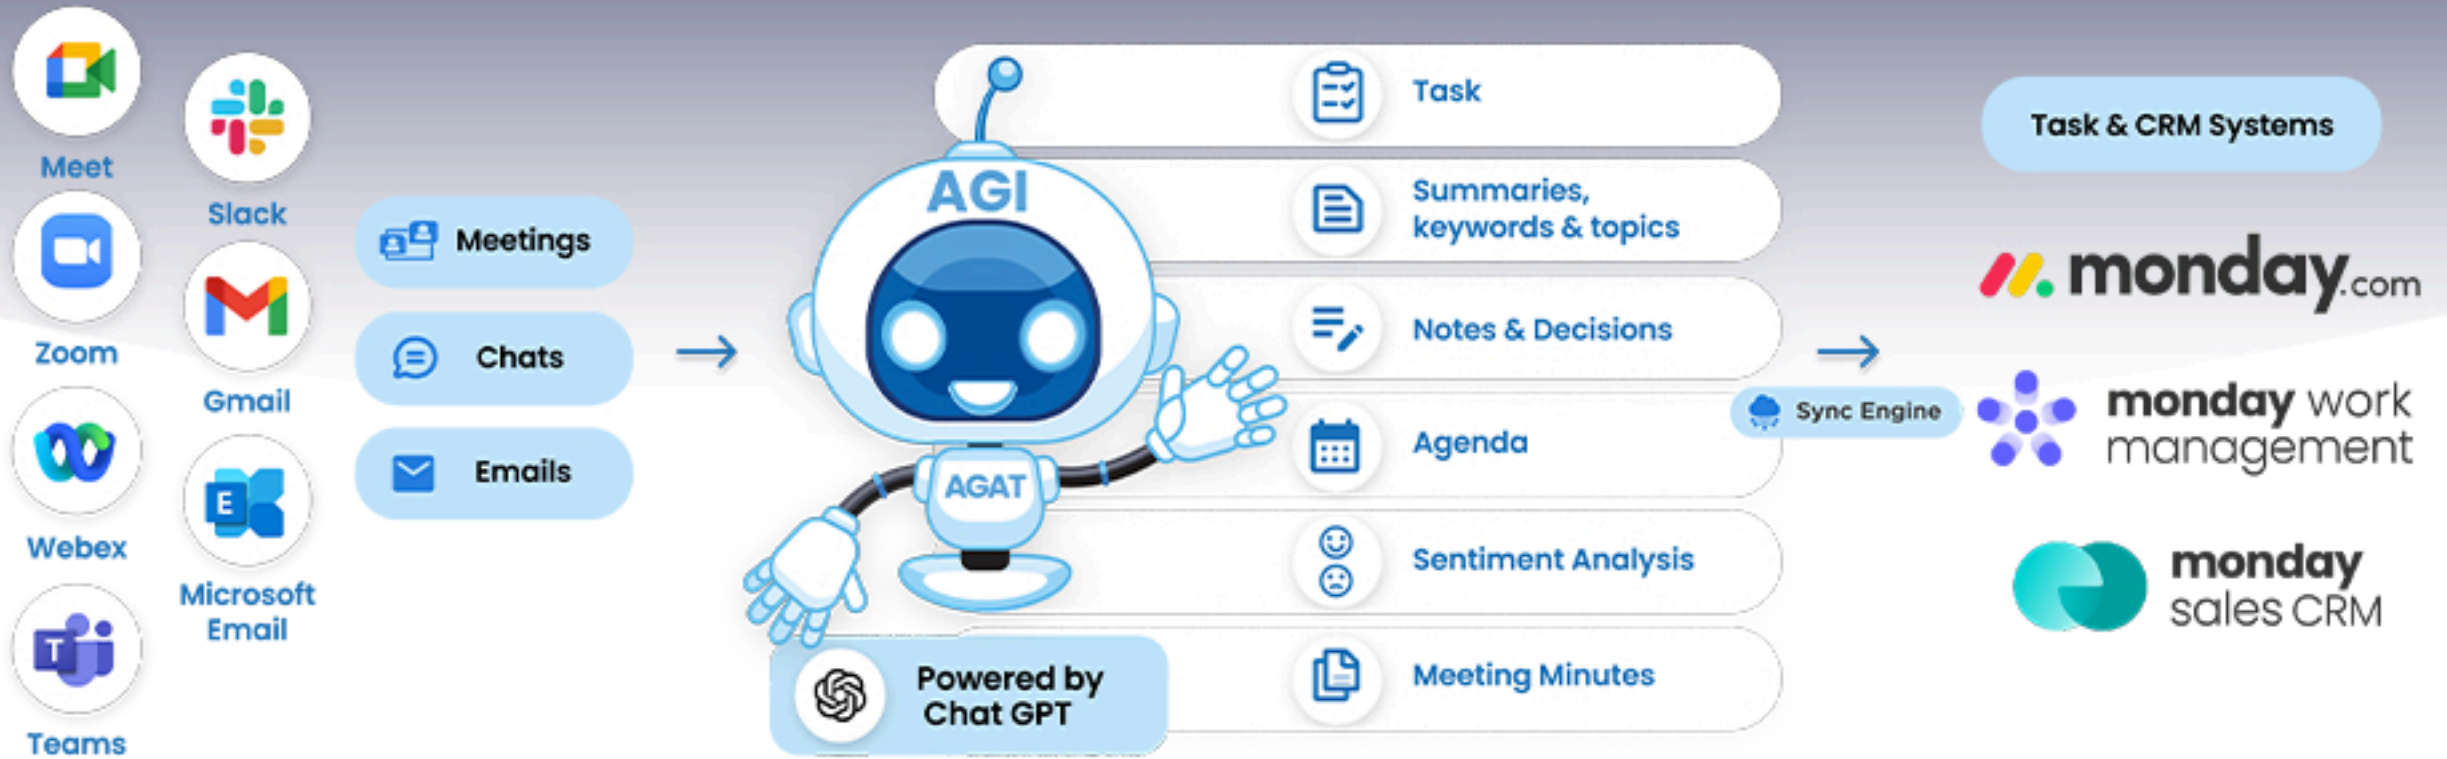 Meet
Zoom
Webex
Teams
Slack
Gmail
E
Microsoft
Email
T
Meetings
Chats
Emails
AGI
AGAT
Powered by
Chat GPT
Task
Summaries,
keywords & topics
Notes & Decisions
Agenda
Sentiment Analysis
Meeting Minutes
Sync Engine
Task & CRM Systems
monday.com
monday work
management
monday
sales CRM